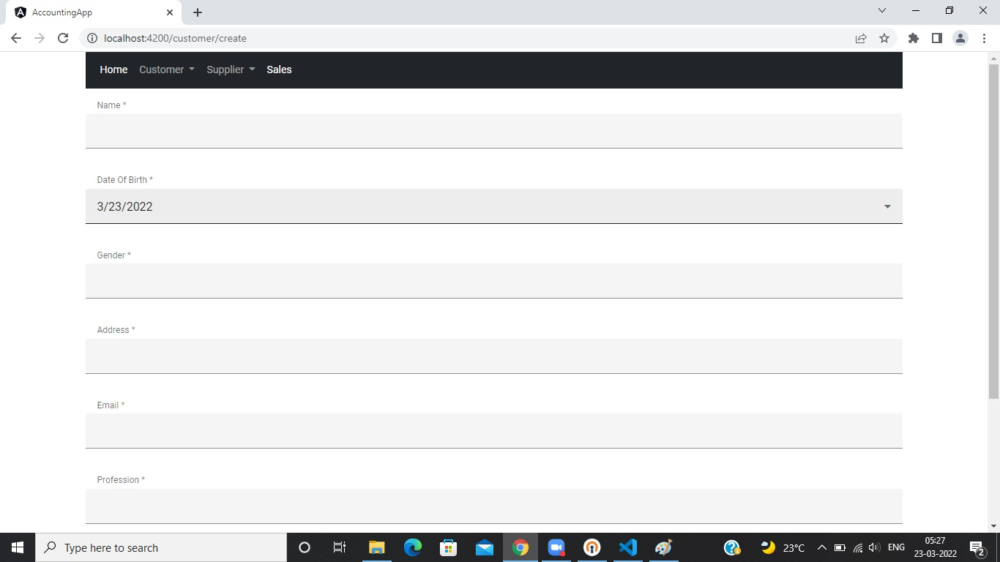 AccountingApp
localhost:4200/customer/create
Home Customer Supplier Sales
Name *
Date Of Birth *
3/23/2022
Gender *
Address *
Email *
Profession *
Type here to search
23°C
ENG
05:27
23-03-2022
2